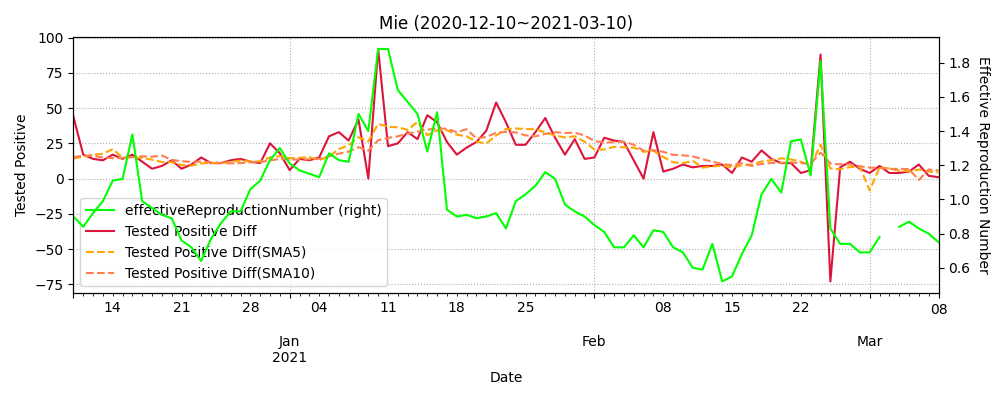 Mie (2020-12-10~2021-03-10)
100
75
50
25
0
−25
−50
−75
Tested Positive
1.8
1.6
1.4
1.2
1.0
0.8
0.6
Effective Reproduction Number
effectiveReproductionNumber (right)
Tested Positive Diff
Tested Positive Diff(SMA5)
Tested Positive Diff(SMA10)
14 21 28 04 11 18 25 08 15 22 08
Jan Feb Mar
2021
Date